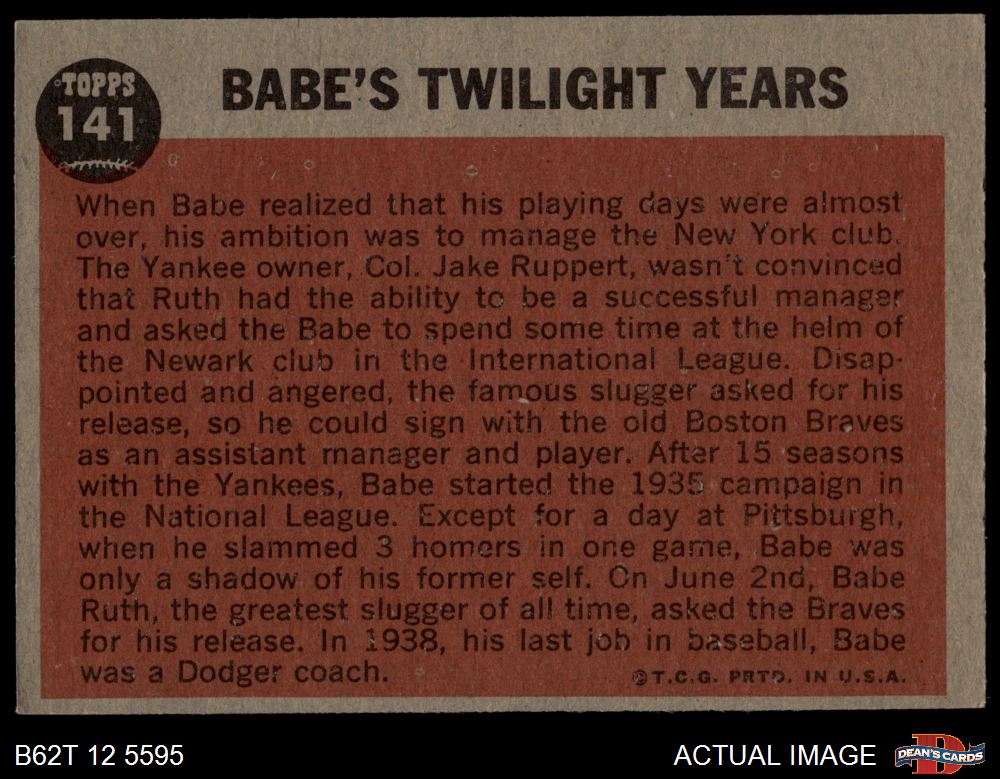 TOPPS
141
BABE'S TWILIGHT YEARS
When Babe realized that his playing days were almost
over, his ambition was to manage the New York club.
The Yankee owner, Col. Jake Ruppert, wasn't convinced
that Ruth had the ability to be a successful manager
and asked the Babe to spend some time at the helm of
the Newark club in the International League. Disap-
pointed and angered, the famous slugger asked for his
release, so he could sign with the old Boston Braves
as an assistant manager and player. After 15 seasons
with the Yankees, Babe started the 1935 campaign in
the National League. Except for a day at Pittsburgh,
when he slammed 3 homers in one game, Babe was
only a shadow of his former self. On June 2nd, Babe
Ruth, the greatest slugger of all time, asked the Braves
for his release. In 1938, his last job in baseball, Babe
was a Dodger coach.
©T.C.G. PRTD. IN U.S.A.
B62T 12 5595
ACTUAL IMAGE
DEAN'S CARDS